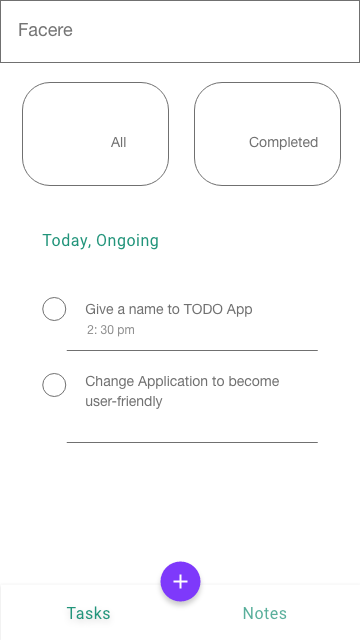 Facere
All
Completed
Today, Ongoing
Give a name to TODO App
2: 30 pm
Change Application to become
user-friendly
Tasks
Notes